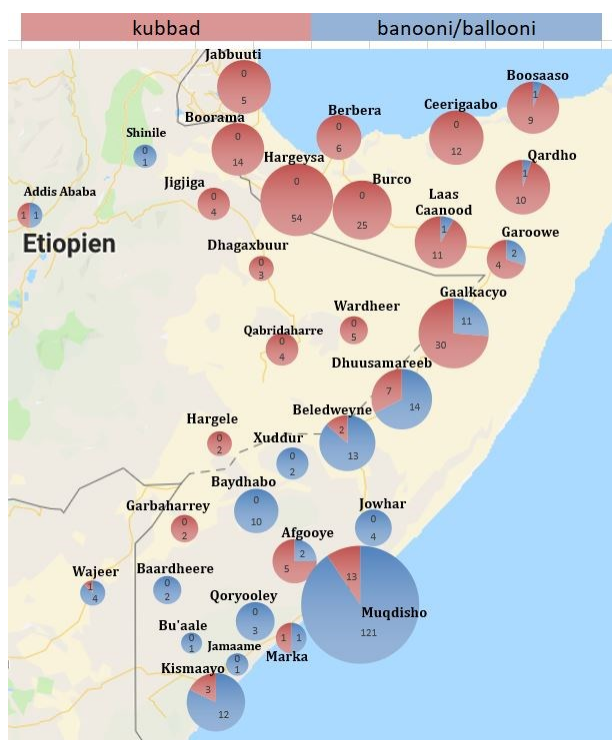 kubbad banooni/ballooni
Jabbuuti
0
5
Boosaaso
1
9
Boorama
0
14
Berbera
0
6
Ceerigaabo
0
12
Shinile
0
1
Hargeysa
0
54
Qardho
1
10
Jigjiga
0
4
Burco
0
25
Addis Ababa
1 1
Laas
Caanood
1
11
Etiopien
Garoowe
2
4
Dhagaxbuur
0
3
Gaalkacyo
11
30
Wardheer
0
5
Qabridaharre
0
4
Dhuusamareeb
7
14
Beledweyne
2
13
Hargele
0
2
Xuddur
0
2
Baydhabo
0
10
Jowhar
0
4
Garbaharrey
0
2
Afgooye
2
5
Muqdisho
13
121
Wajeer
1
4
Baardheere
0
2
Qoryooley
0
3
Bu'aale
0
1
Marka
1 1
Jamaame
0
1
Kismaayo
3
12